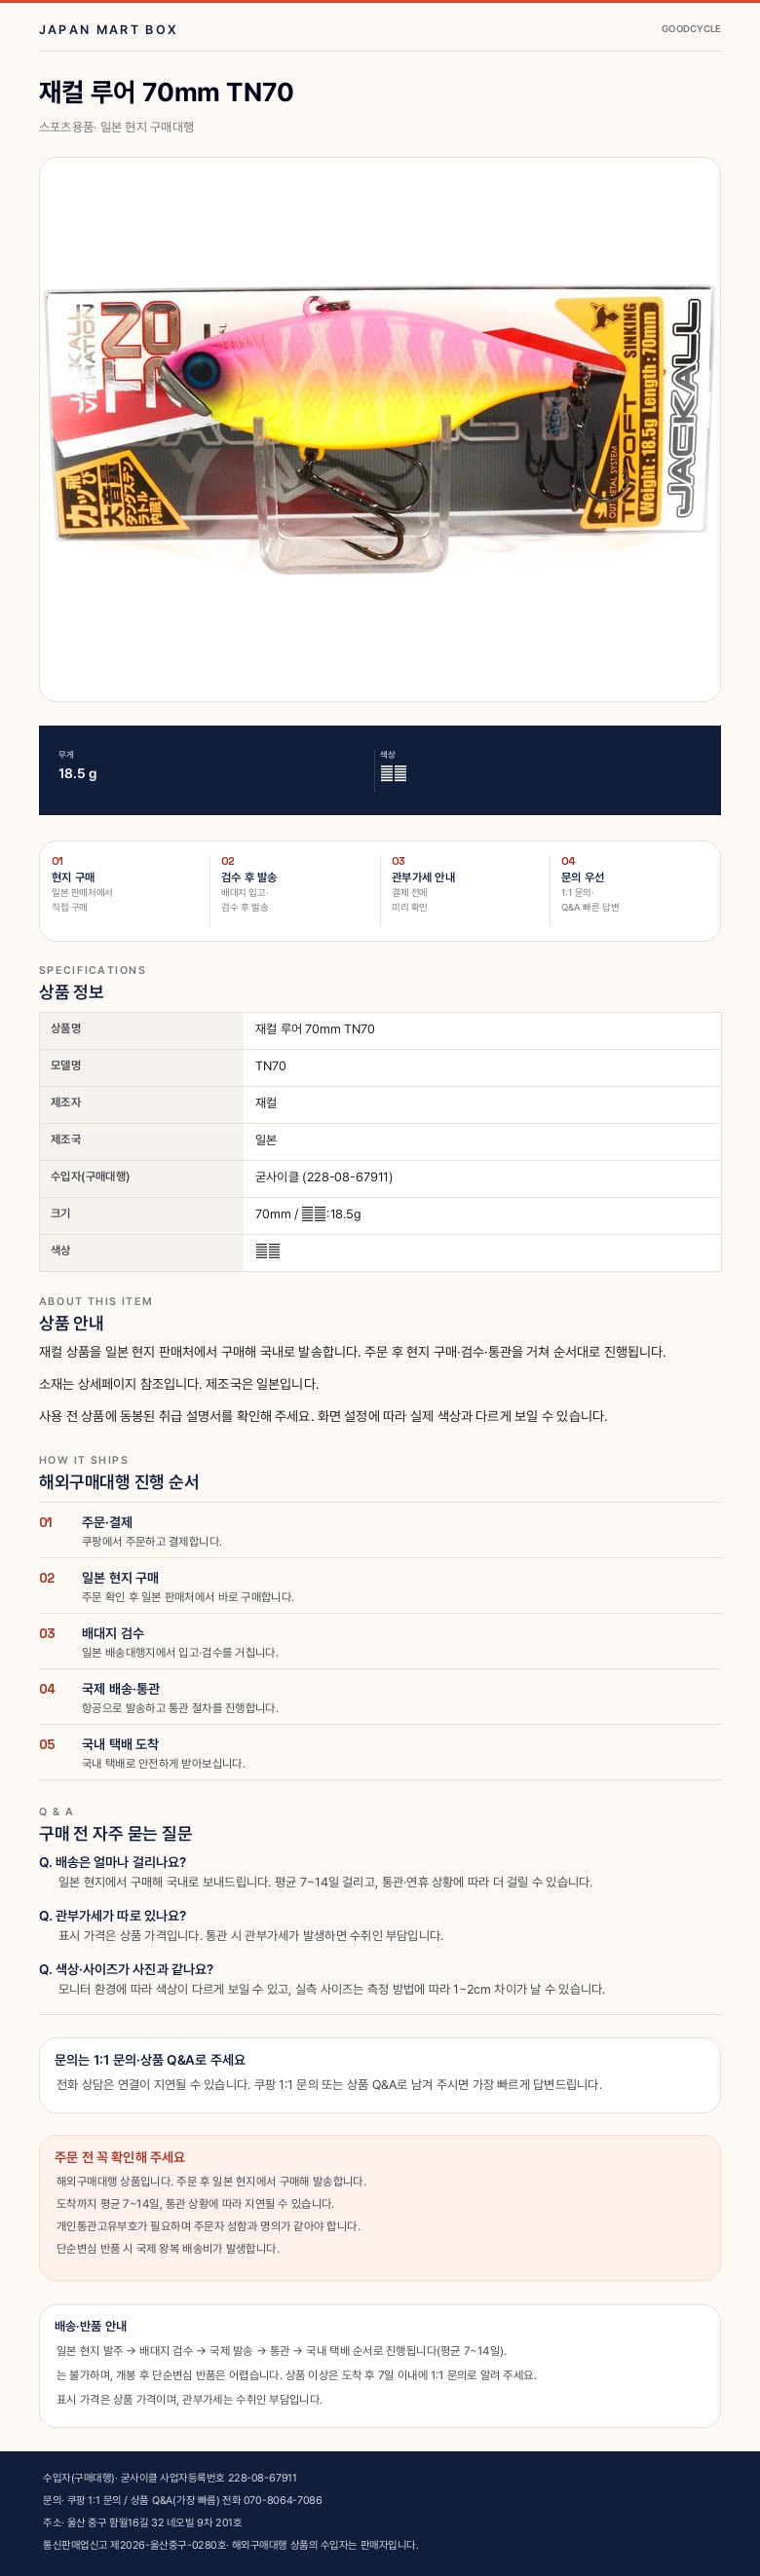 JAPAN MART BOX
GOODCYCLE
재컬 루어 70mm TN70
스포츠용품· 일본 현지 구매대행
TN70
SINKING
Weight : 18.5g Length : 70mm
JACKALL
무게
18.5 g
색상
01
현지 구매
일본 판매처에서
직접 구매
02
검수 후 발송
배대지 입고·
검수 후 발송
03
관부가세 안내
결제 전에
미리 확인
04
문의 우선
1:1 문의·
Q&A 빠른 답변
SPECIFICATIONS
상품 정보
상품명 재컬 루어 70mm TN70
모델명 TN70
제조자 재컬
제조국 일본
수입자(구매대행) 굳사이클 (228-08-67911)
크기 70mm / :18.5g
색상
ABOUT THIS ITEM
상품 안내
재컬 상품을 일본 현지 판매처에서 구매해 국내로 발송합니다. 주문 후 현지 구매·검수·통관을 거쳐 순서대로 진행됩니다.
소재는 상세페이지 참조입니다. 제조국은 일본입니다.
사용 전 상품에 동봉된 취급 설명서를 확인해 주세요. 화면 설정에 따라 실제 색상과 다르게 보일 수 있습니다.
HOW IT SHIPS
해외구매대행 진행 순서
01 주문·결제
쿠팡에서 주문하고 결제합니다.
02 일본 현지 구매
주문 확인 후 일본 판매처에서 바로 구매합니다.
03 배대지 검수
일본 배송대행지에서 입고·검수를 거칩니다.
04 국제 배송·통관
항공으로 발송하고 통관 절차를 진행합니다.
05 국내 택배 도착
국내 택배로 안전하게 받아보십니다.
Q & A
구매 전 자주 묻는 질문
Q. 배송은 얼마나 걸리나요?
일본 현지에서 구매해 국내로 보내드립니다. 평균 7~14일 걸리고, 통관·연휴 상황에 따라 더 걸릴 수 있습니다.
Q. 관부가세가 따로 있나요?
표시 가격은 상품 가격입니다. 통관 시 관부가세가 발생하면 수취인 부담입니다.
Q. 색상·사이즈가 사진과 같나요?
모니터 환경에 따라 색상이 다르게 보일 수 있고, 실측 사이즈는 측정 방법에 따라 1~2cm 차이가 날 수 있습니다.
문의는 1:1 문의·상품 Q&A로 주세요
전화 상담은 연결이 지연될 수 있습니다. 쿠팡 1:1 문의 또는 상품 Q&A로 남겨 주시면 가장 빠르게 답변드립니다.
주문 전 꼭 확인해 주세요
해외구매대행 상품입니다. 주문 후 일본 현지에서 구매해 발송합니다.
도착까지 평균 7~14일, 통관 상황에 따라 지연될 수 있습니다.
개인통관고유부호가 필요하며 주문자 성함과 명의가 같아야 합니다.
단순변심 반품 시 국제 왕복 배송비가 발생합니다.
배송·반품 안내
일본 현지 발주 → 배대지 검수 → 국제 발송 → 통관 → 국내 택배 순서로 진행됩니다(평균 7~14일).
는 불가하며, 개봉 후 단순변심 반품은 어렵습니다. 상품 이상은 도착 후 7일 이내에 1:1 문의로 알려 주세요.
표시 가격은 상품 가격이며, 관부가세는 수취인 부담입니다.
수입자(구매대행)· 굳사이클 사업자등록번호 228-08-67911
문의· 쿠팡 1:1 문의 / 상품 Q&A(가장 빠름) 전화 070-8064-7086
주소· 울산 중구 함월16길 32 네오빌 9차 201호
통신판매업신고 제2026-울산중구-0280호· 해외구매대행 상품의 수입자는 판매자입니다.